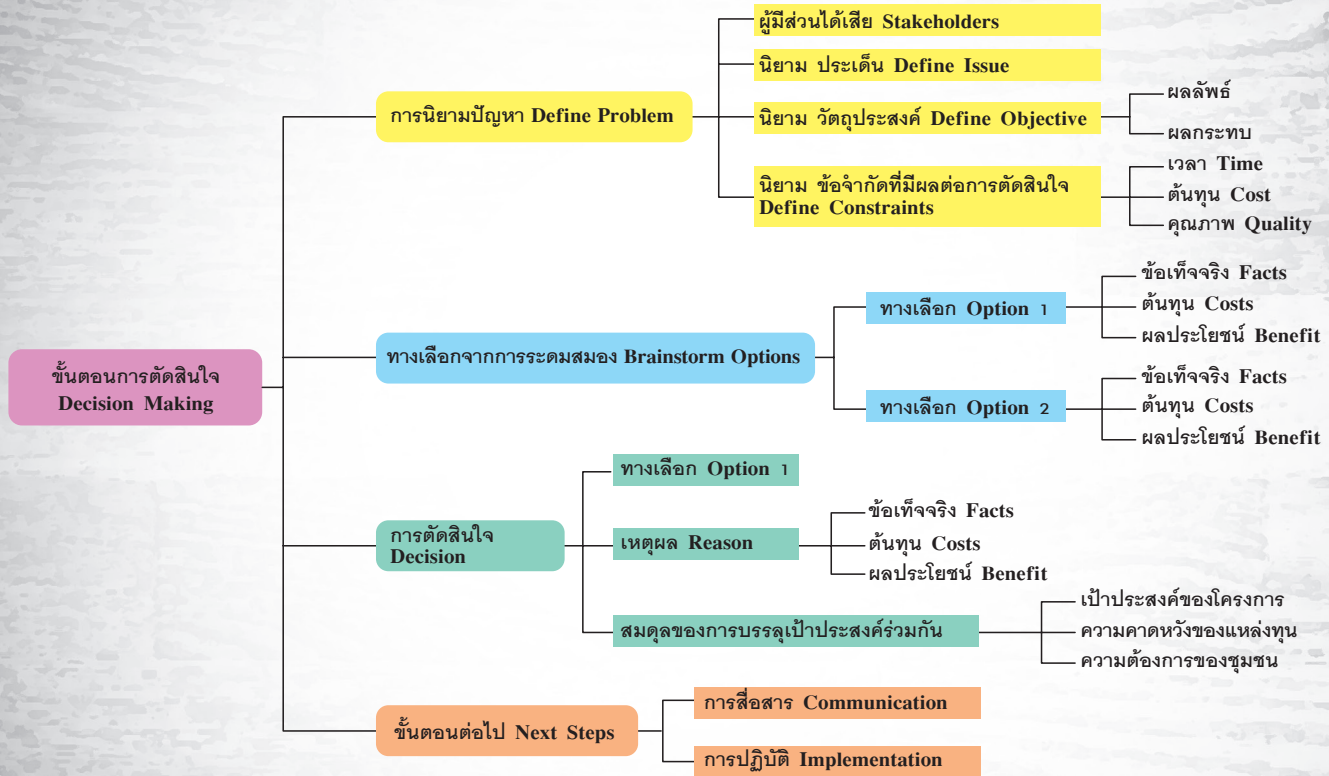 ขั้นตอนการตัดสินใจ
Decision Making
การนิยามปัญหา Define Problem
ผู้มีส่วนได้เสีย Stakeholders
นิยาม ประเด็น Define Issue
นิยาม วัตถุประสงค์ Define Objective
ผลลัพธ์
ผลกระทบ
นิยาม ข้อจำกัดที่มีผลต่อการตัดสินใจ
Define Constraints
เวลา Time
ต้นทุน Cost
คุณภาพ Quality
ทางเลือกจากการระดมสมอง Brainstorm Options
ทางเลือก Option 1
ข้อเท็จจริง Facts
ต้นทุน Costs
ผลประโยชน์ Benefit
ทางเลือก Option 2
ข้อเท็จจริง Facts
ต้นทุน Costs
ผลประโยชน์ Benefit
การตัดสินใจ
Decision
ทางเลือก Option 1
เหตุผล Reason
ข้อเท็จจริง Facts
ต้นทุน Costs
ผลประโยชน์ Benefit
สมดุลของการบรรลุเป้าประสงค์ร่วมกัน
เป้าประสงค์ของโครงการ
ความคาดหวังของแหล่งทุน
ความต้องการของชุมชน
ขั้นตอนต่อไป Next Steps
การสื่อสาร Communication
การปฏิบัติ Implementation